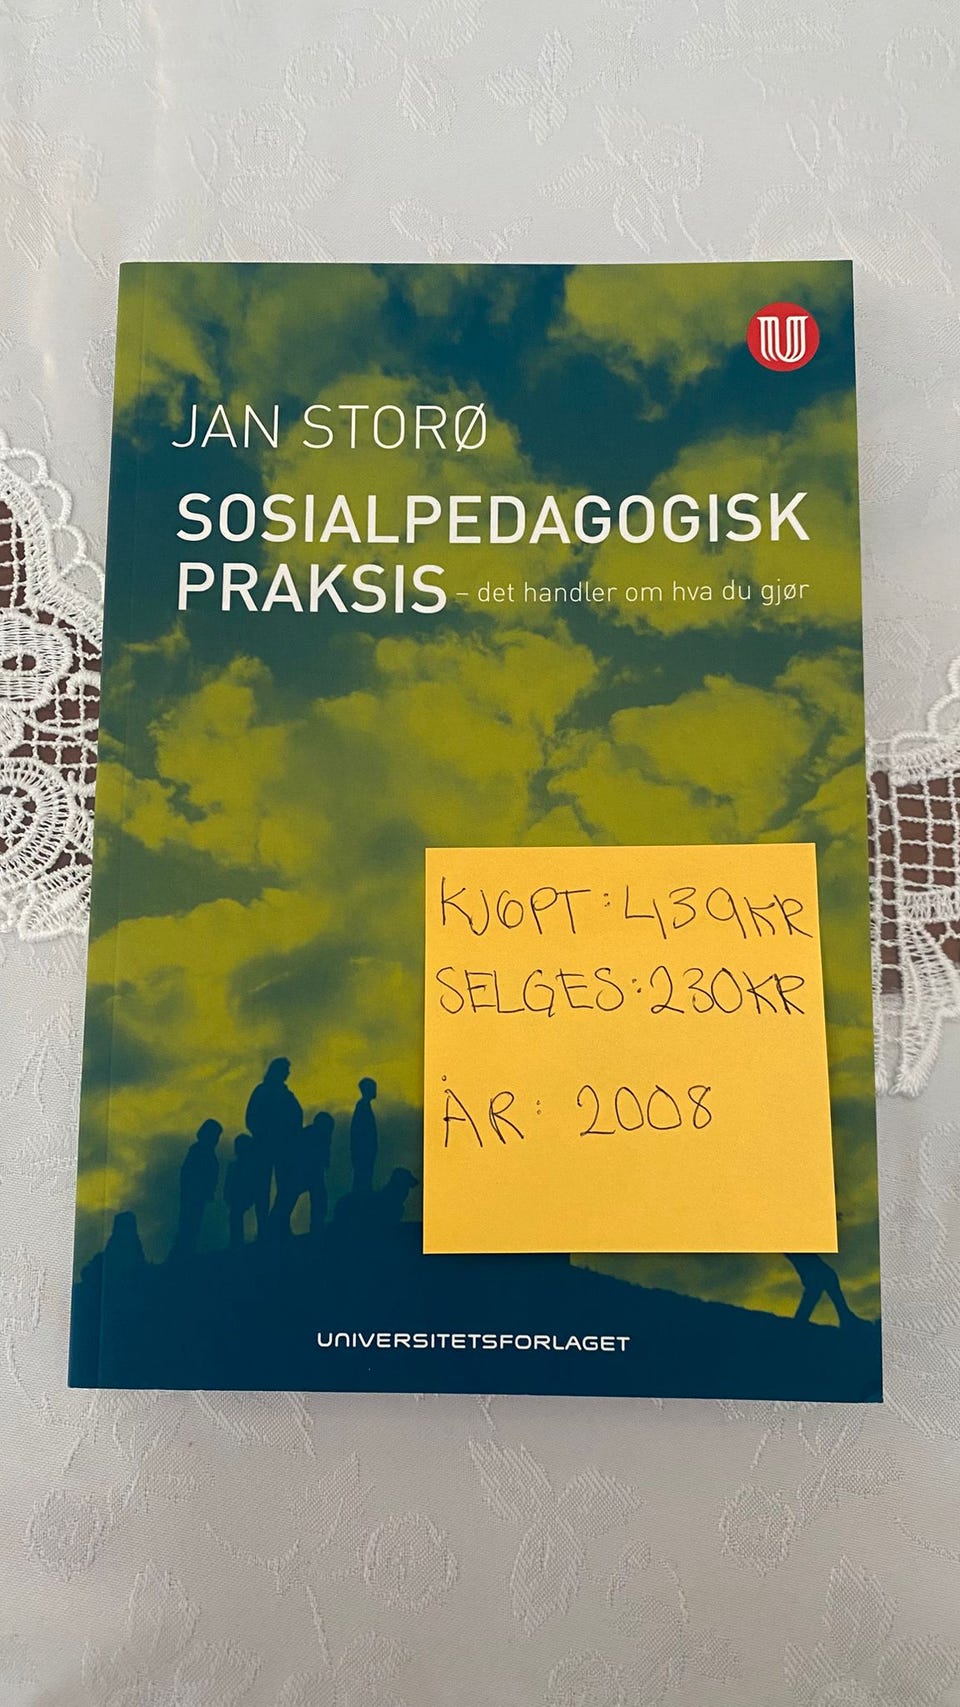 U
JAN STORØ
SOSIALPEDAGOGISK
PRAKSIS – det handler om hva du gjør
KJØPT: 439KR
SELGES: 230KR
ÅR: 2008
UNIVERSITETSFORLAGET